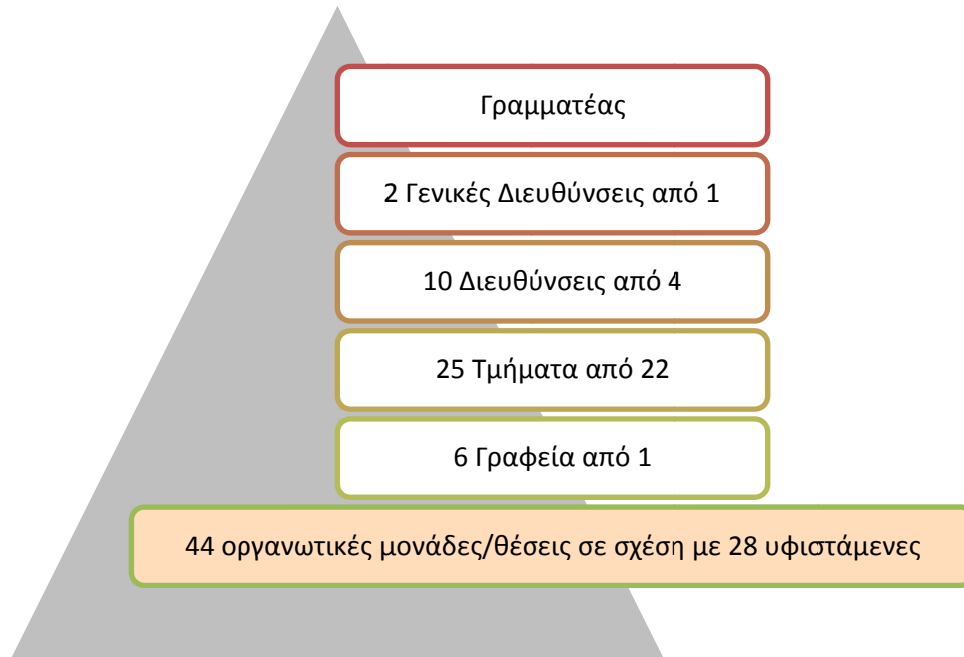 Γραμματέας
2 Γενικές Διευθύνσεις από 1
10 Διευθύνσεις από 4
25 Τμήματα από 22
6 Γραφεία από 1
44 οργανωτικές μονάδες/θέσεις σε σχέση με 28 υφιστάμενες